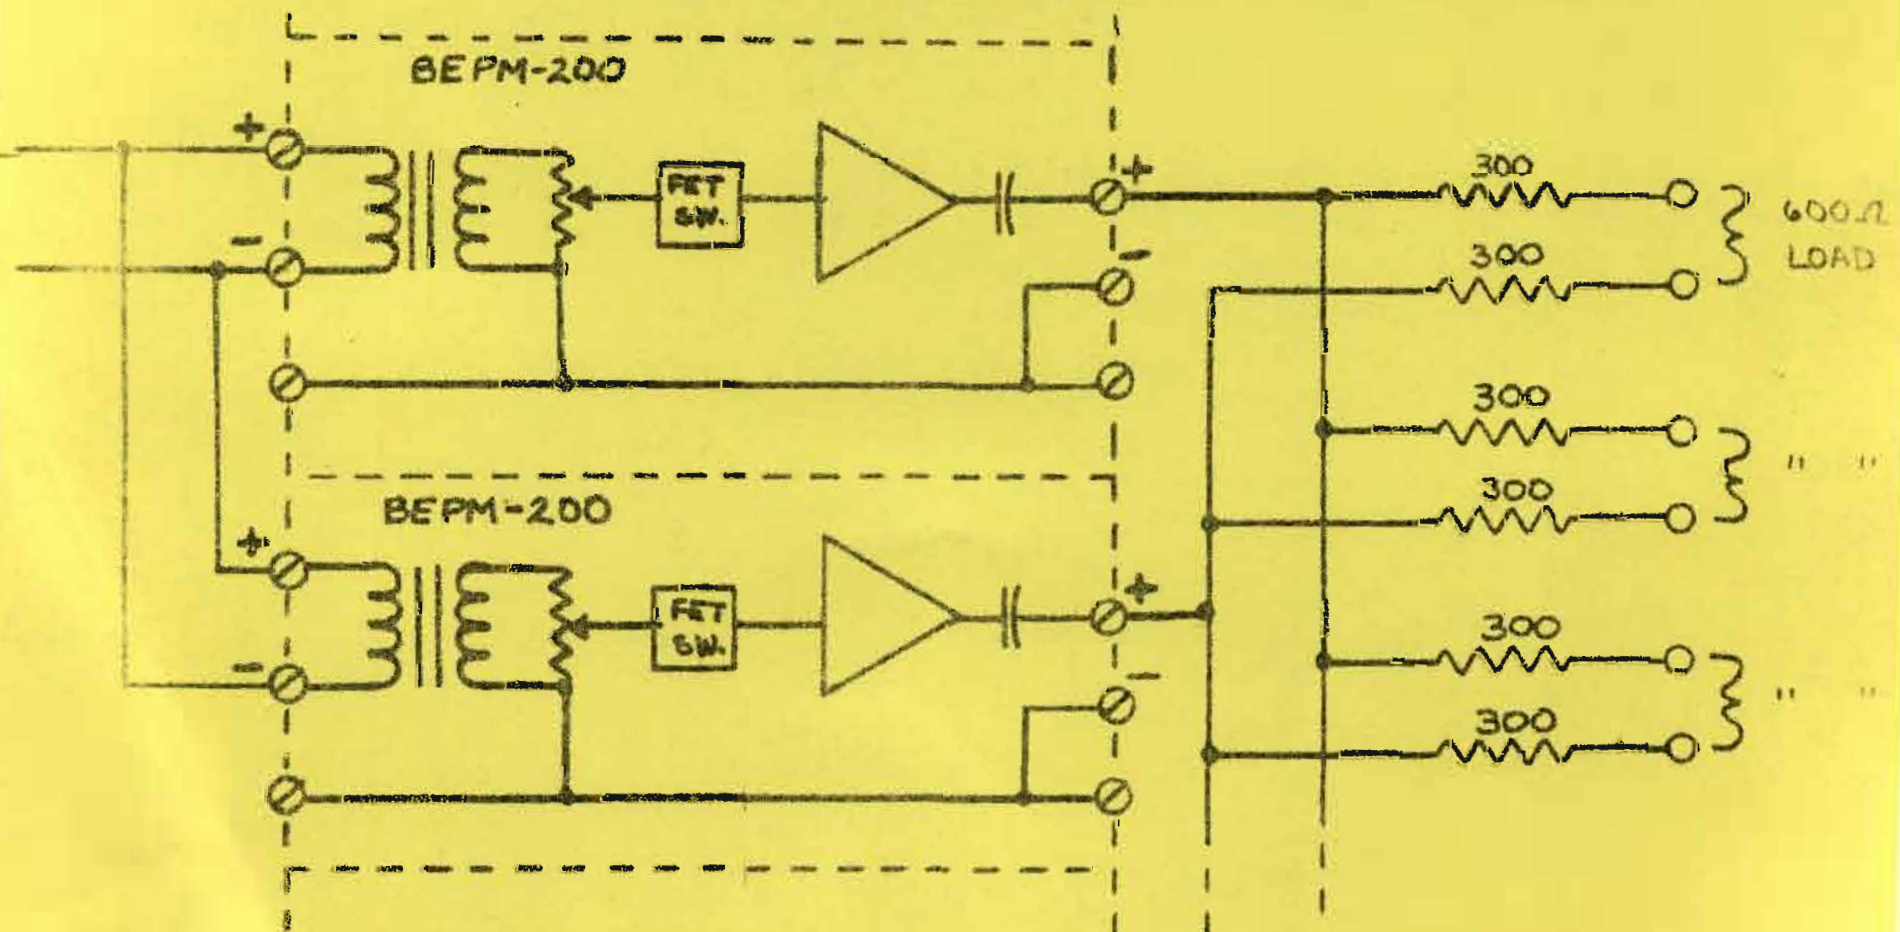 BEPM-200
+
FET
SW.
+
300
600Ω
-
-
300
LOAD
300
" "
BEPM-200
300
+
FET
SW.
+
-
300
-
" "
300